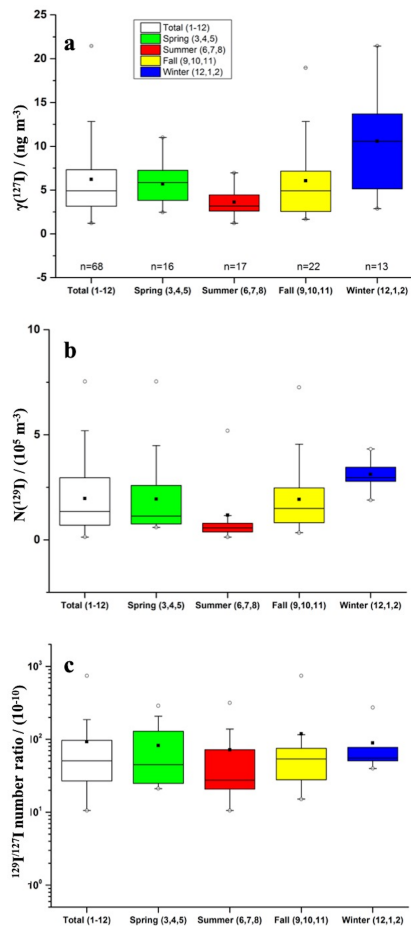 a
Total (1-12)
Spring (3,4,5)
Summer (6,7,8)
Fall (9,10,11)
Winter (12,1,2)
γ(¹²⁷I) / (ng m⁻³)
25
20
15
10
5
0
-5
n=68 n=16 n=17 n=22 n=13
Total (1-12) Spring (3,4,5) Summer (6,7,8) Fall (9,10,11) Winter (12,1,2)
b
N(¹²⁹I) / (10⁵ m⁻³)
10
5
0
Total (1-12) Spring (3,4,5) Summer (6,7,8) Fall (9,10,11) Winter (12,1,2)
c
¹²⁹I/¹²⁷I number ratio / (10⁻¹⁰)
10³
10²
10¹
10⁰
Total (1-12) Spring (3,4,5) Summer (6,7,8) Fall (9,10,11) Winter (12,1,2)